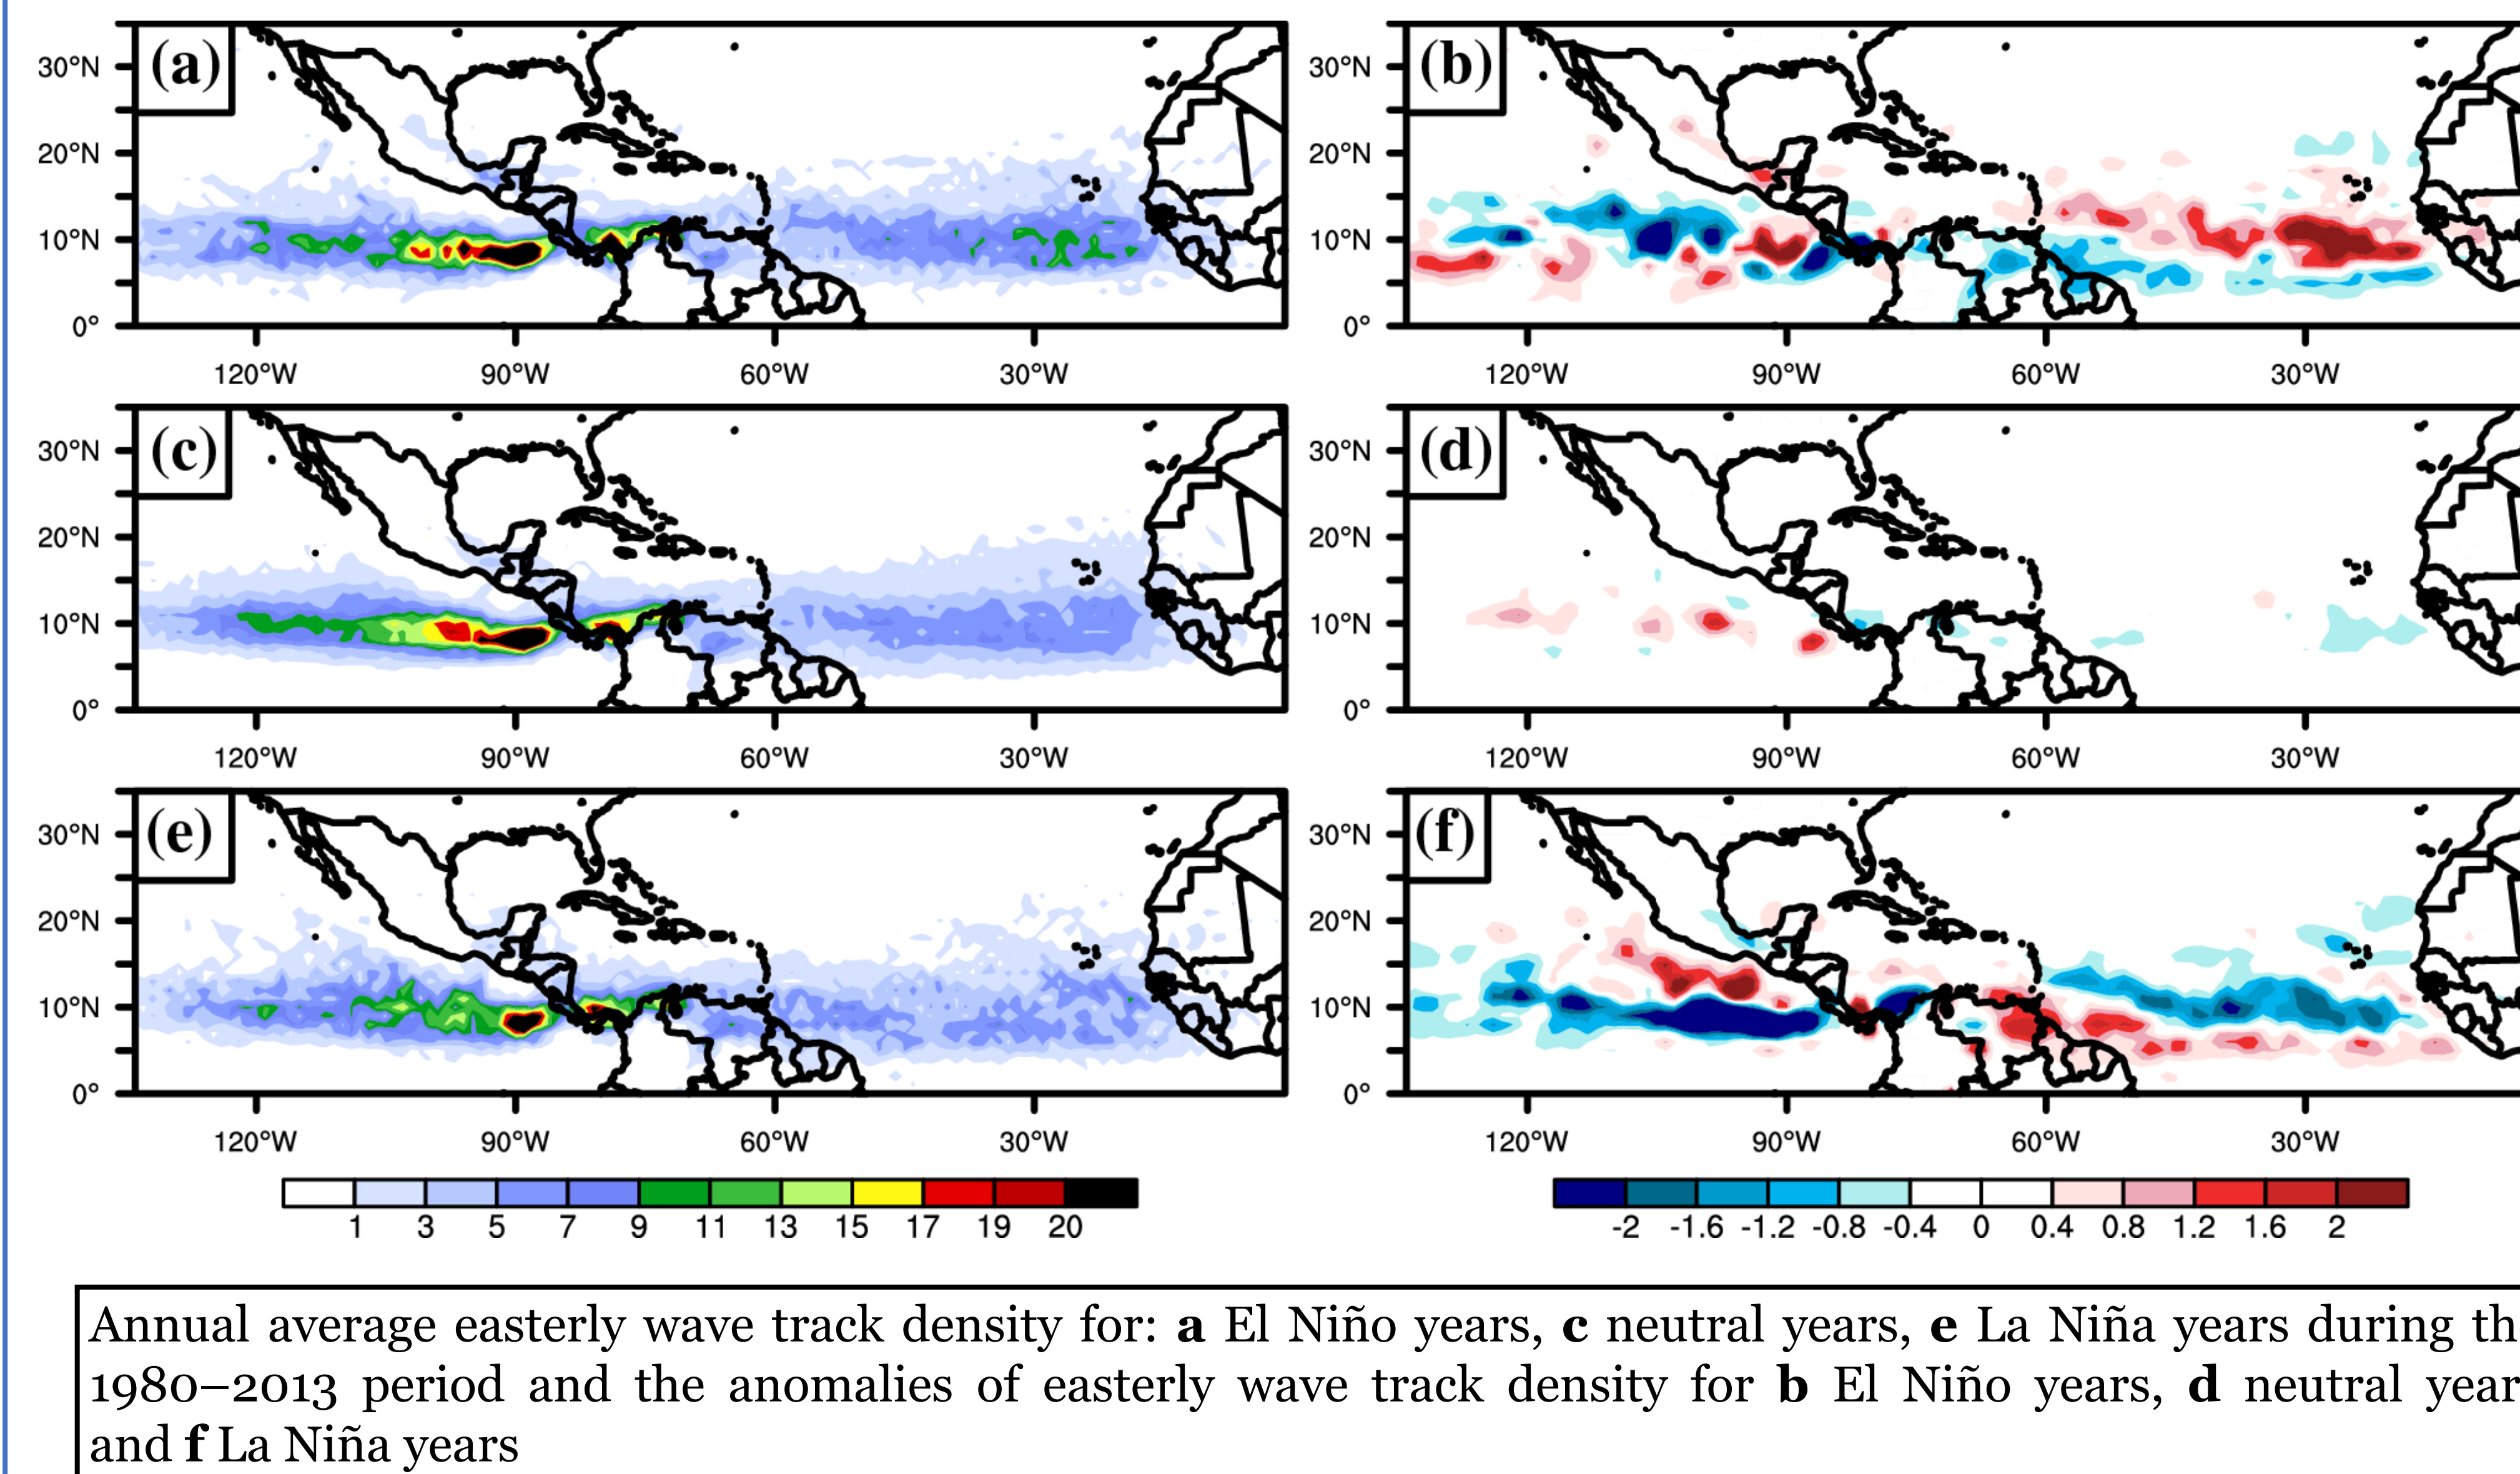 (a) (b)
30°N 30°N
20°N 20°N
10°N 10°N
0° 0°
120°W 90°W 60°W 30°W 120°W 90°W 60°W 30°W
(c) (d)
30°N 30°N
20°N 20°N
10°N 10°N
0° 0°
120°W 90°W 60°W 30°W 120°W 90°W 60°W 30°W
(e) (f)
30°N 30°N
20°N 20°N
10°N 10°N
0° 0°
120°W 90°W 60°W 30°W 120°W 90°W 60°W 30°W
1 3 5 7 9 11 13 15 17 19 20 -2 -1.6 -1.2 -0.8 -0.4 0 0.4 0.8 1.2 1.6 2
Annual average easterly wave track density for: a El Niño years, c neutral years, e La Niña years during th
1980–2013 period and the anomalies of easterly wave track density for b El Niño years, d neutral year
and f La Niña years